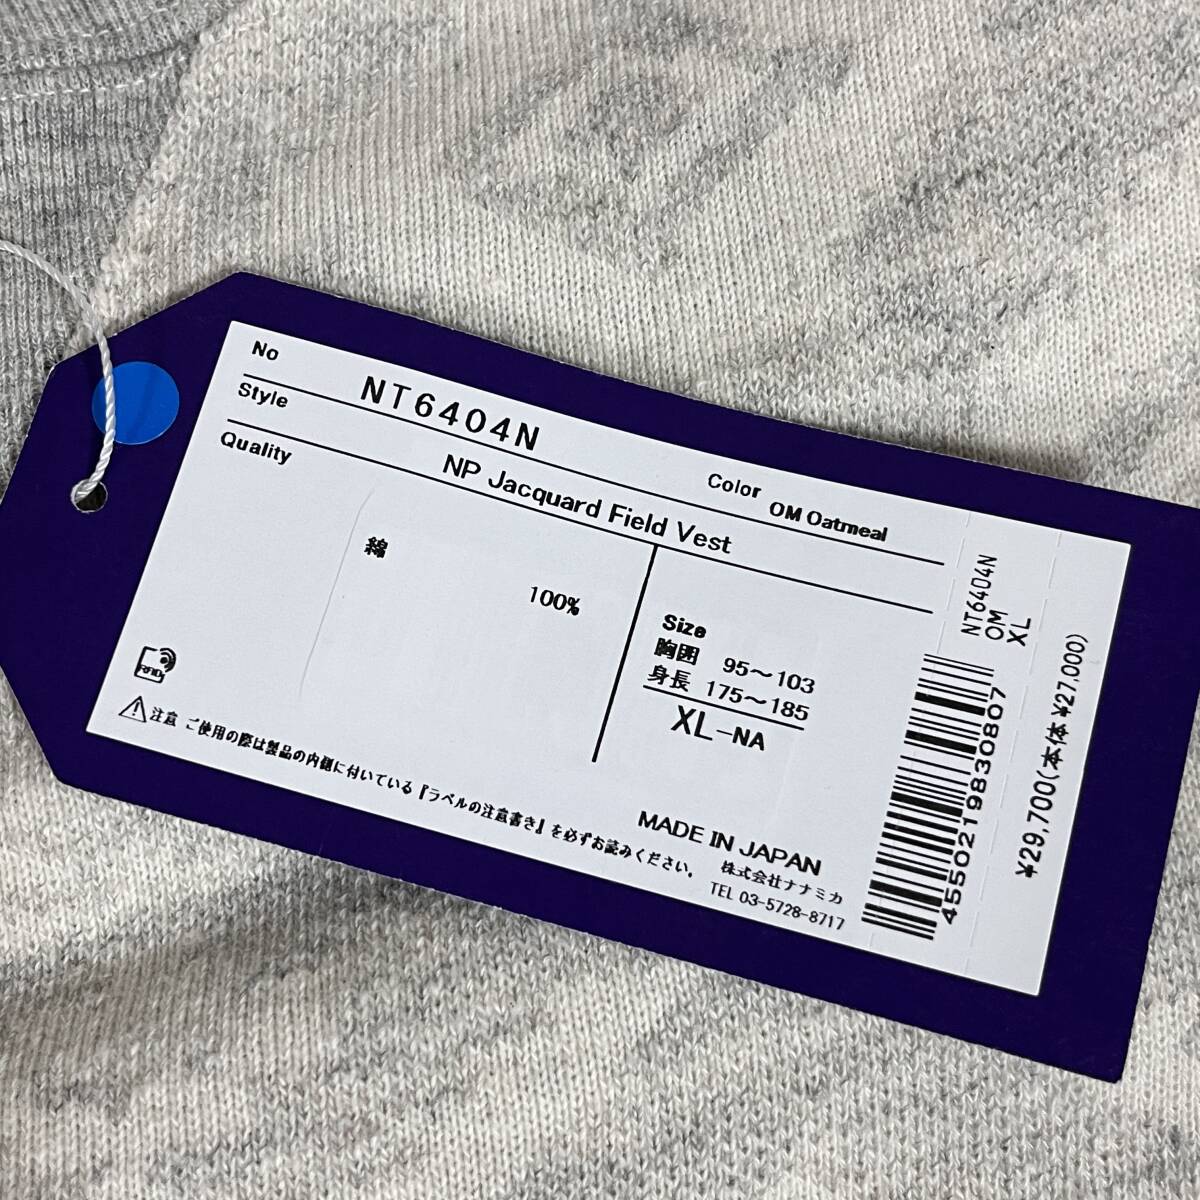 No NT6404N
Color OM Oatmeal
Style NP Jacquard Field Vest
Quality
綿 100%
Size
胸囲 95～103
身長 175～185
XL-NA
RFID
注意 ご使用の際は製品の内側に付いている『ラベルの注意書き』を必ずお読みください。
MADE IN JAPAN
株式会社ナナミカ
TEL 03-5728-8717
NT6404N
OM
XL
4550219830807
¥29,700(本体¥27,000)